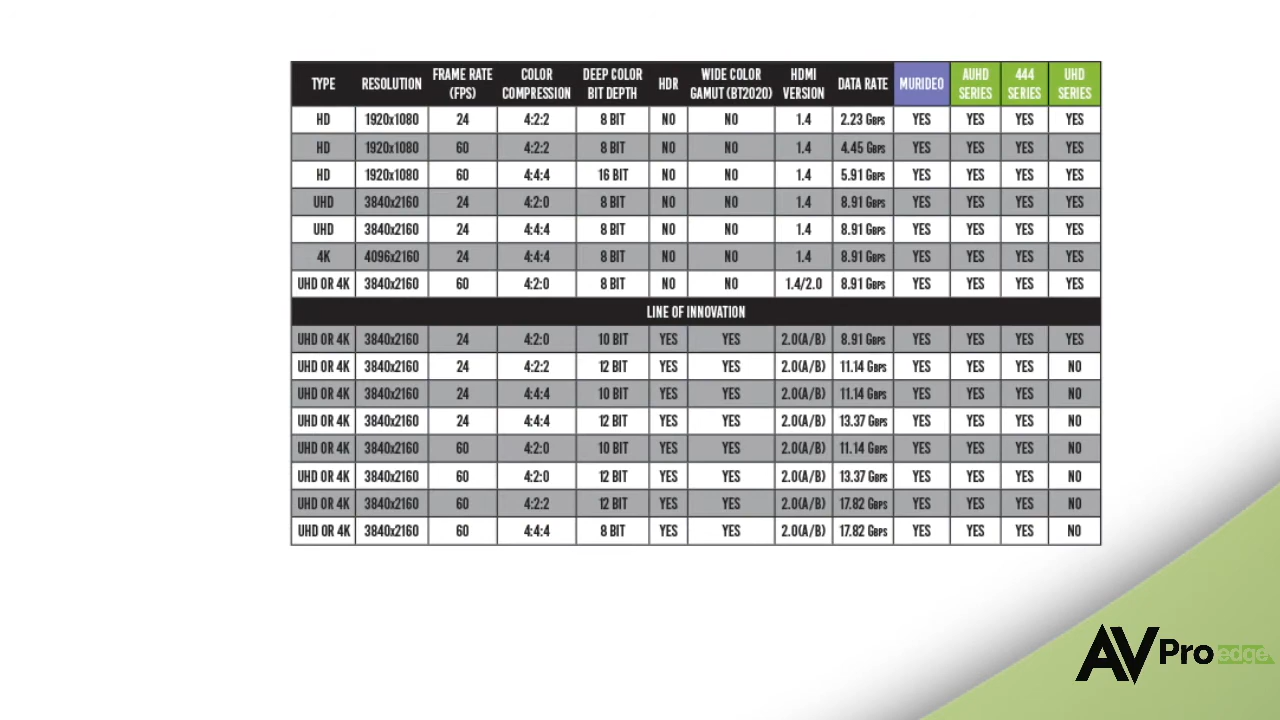 TYPE RESOLUTION FRAME RATE (FPS) COLOR COMPRESSION DEEP COLOR BIT DEPTH HDR WIDE COLOR GAMUT (BT2020) HDMI VERSION DATA RATE MURIDEO AUHD SERIES 444 SERIES UHD SERIES
HD 1920x1080 24 4:2:2 8 BIT NO NO 1.4 2.23 GBPS YES YES YES YES
HD 1920x1080 60 4:2:2 8 BIT NO NO 1.4 4.45 GBPS YES YES YES YES
HD 1920x1080 60 4:4:4 16 BIT NO NO 1.4 5.91 GBPS YES YES YES YES
UHD 3840x2160 24 4:2:0 8 BIT NO NO 1.4 8.91 GBPS YES YES YES YES
UHD 3840x2160 24 4:4:4 8 BIT NO NO 1.4 8.91 GBPS YES YES YES YES
4K 4096x2160 24 4:4:4 8 BIT NO NO 1.4 8.91 GBPS YES YES YES YES
UHD OR 4K 3840x2160 60 4:2:0 8 BIT NO NO 1.4/2.0 8.91 GBPS YES YES YES YES
LINE OF INNOVATION
UHD OR 4K 3840x2160 24 4:2:0 10 BIT YES YES 2.0(A/B) 8.91 GBPS YES YES YES YES
UHD OR 4K 3840x2160 24 4:2:2 12 BIT YES YES 2.0(A/B) 11.14 GBPS YES YES YES NO
UHD OR 4K 3840x2160 24 4:4:4 10 BIT YES YES 2.0(A/B) 11.14 GBPS YES YES YES NO
UHD OR 4K 3840x2160 24 4:4:4 12 BIT YES YES 2.0(A/B) 13.37 GBPS YES YES YES NO
UHD OR 4K 3840x2160 60 4:2:0 10 BIT YES YES 2.0(A/B) 11.14 GBPS YES YES YES NO
UHD OR 4K 3840x2160 60 4:2:0 12 BIT YES YES 2.0(A/B) 13.37 GBPS YES YES YES NO
UHD OR 4K 3840x2160 60 4:2:2 12 BIT YES YES 2.0(A/B) 17.82 GBPS YES YES YES NO
UHD OR 4K 3840x2160 60 4:4:4 8 BIT YES YES 2.0(A/B) 17.82 GBPS YES YES YES NO
AVPro edge